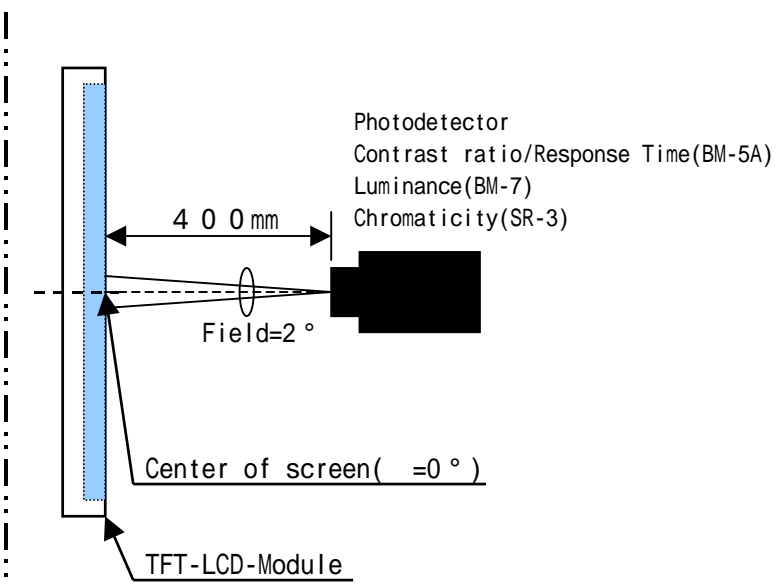 Photodetector
Contrast ratio/Response Time(BM-5A)
Luminance(BM-7)
Chromaticity(SR-3)
４００mm
Field=2°
Center of screen( =0°)
TFT-LCD-Module